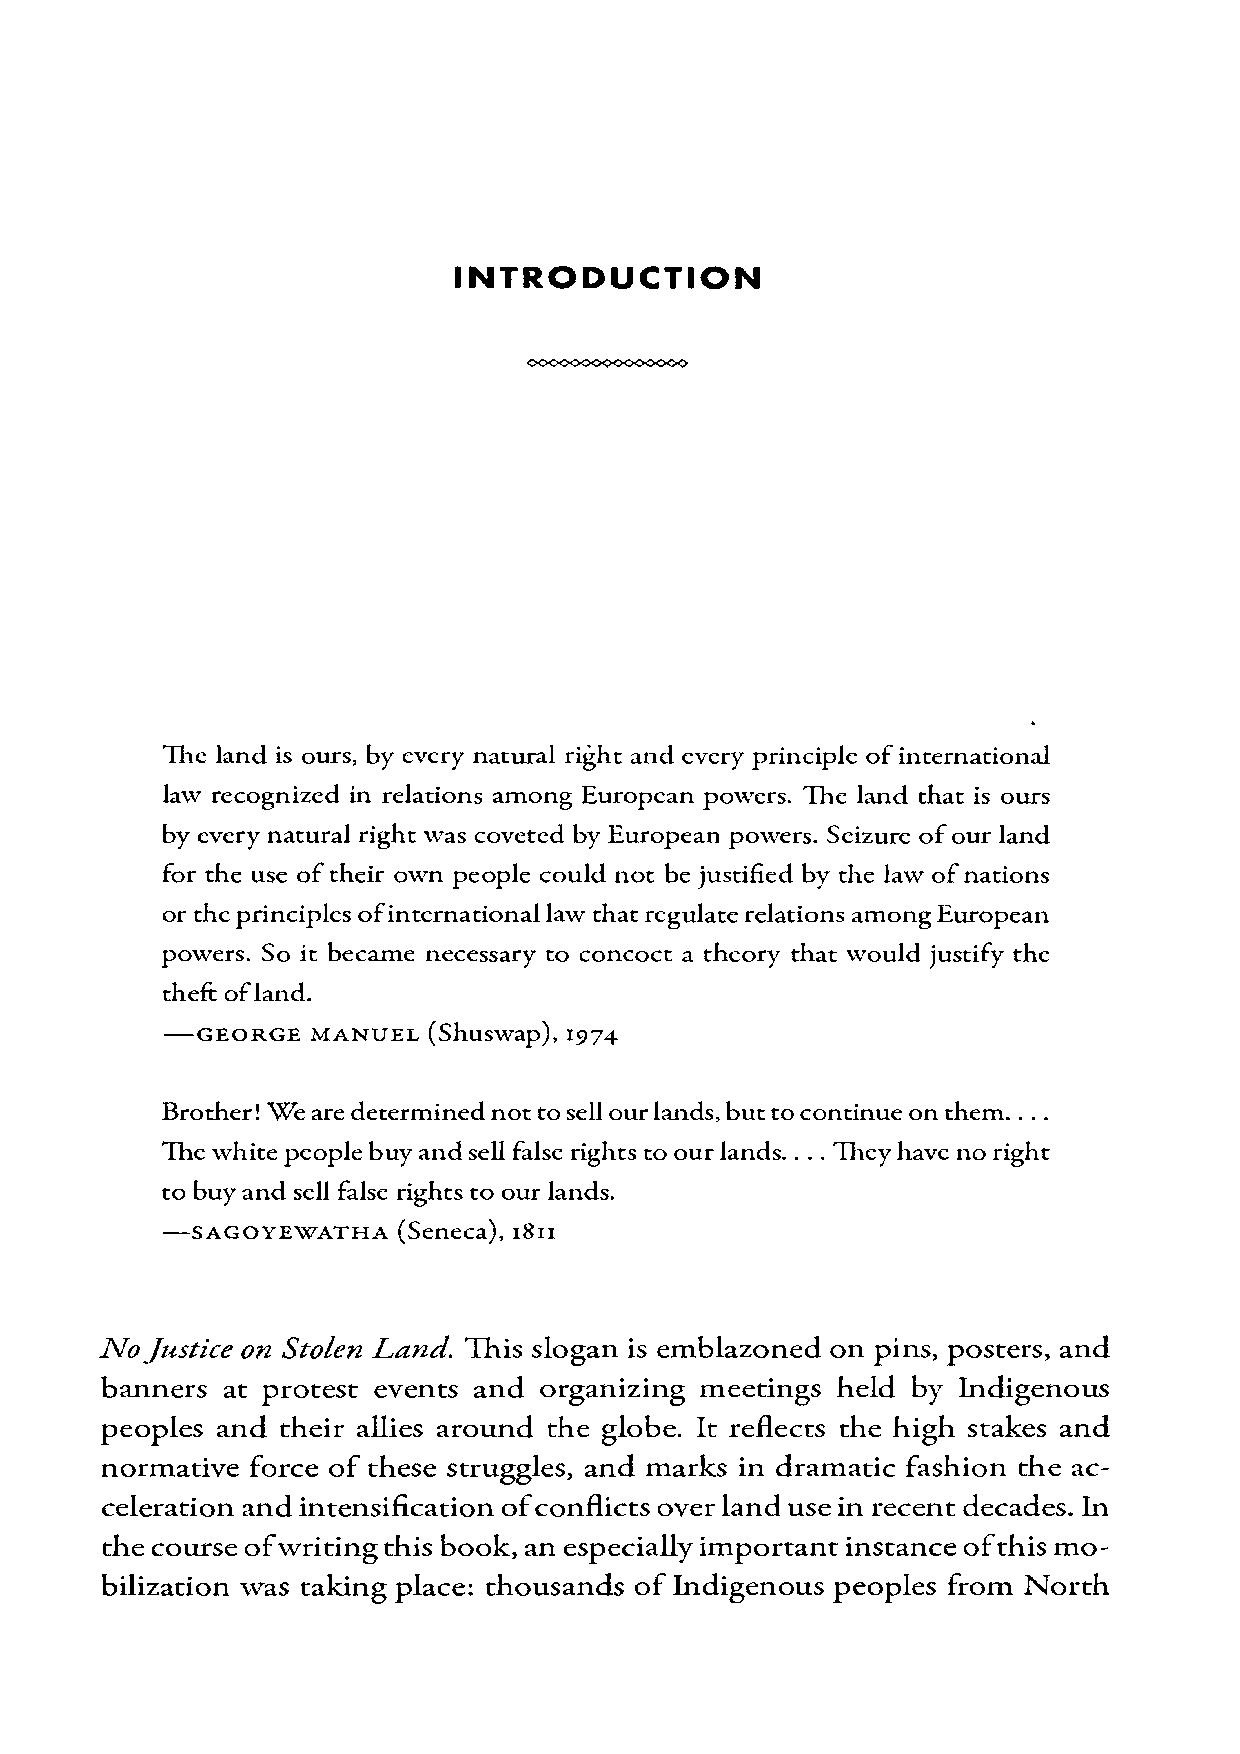 INTRODUCTION
The land is ours, by every natural right and every principle of international
law recognized in relations among European powers. The land that is ours
by every natural right was coveted by European powers. Seizure of our land
for the use of their own people could not be justified by the law of nations
or the principles of international law that regulate relations among European
powers. So it became necessary to concoct a theory that would justify the
theft of land.
—GEORGE MANUEL (Shuswap), 1974
Brother! We are determined not to sell our lands, but to continue on them. . . .
The white people buy and sell false rights to our lands. . . . They have no right
to buy and sell false rights to our lands.
—SAGOYEWATHA (Seneca), 1811
No Justice on Stolen Land. This slogan is emblazoned on pins, posters, and
banners at protest events and organizing meetings held by Indigenous
peoples and their allies around the globe. It reflects the high stakes and
normative force of these struggles, and marks in dramatic fashion the ac-
celeration and intensification of conflicts over land use in recent decades. In
the course of writing this book, an especially important instance of this mo-
bilization was taking place: thousands of Indigenous peoples from North